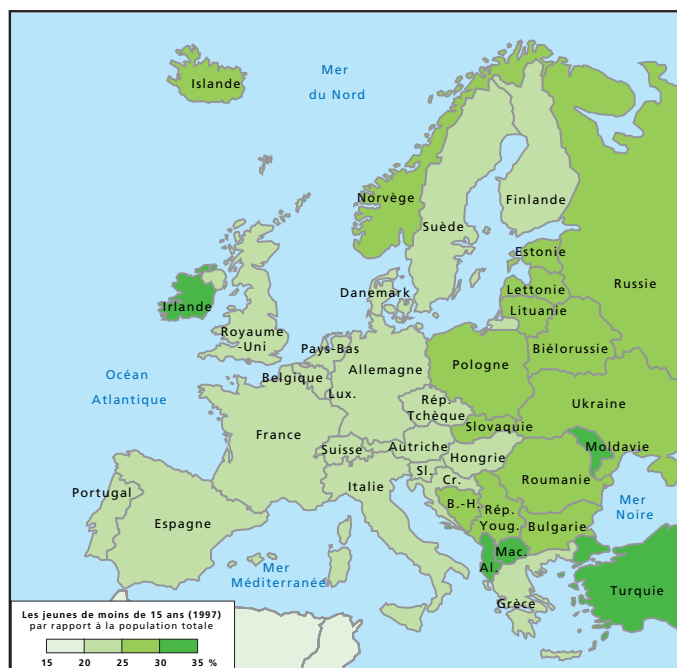 Mer
du Nord
Islande
Norvège
Suède
Finlande
Estonie
Lettonie
Lituanie
Russie
Danemark
Irlande
Royaume
-Uni
Pays-Bas
Belgique
Lux.
Allemagne
Pologne
Biélorussie
Océan
Atlantique
Rép.
Tchèque
Slovaquie
Ukraine
France
Suisse
Autriche
Hongrie
Moldavie
Sl.
Cr.
Italie
Roumanie
B.-H.
Rép.
Youg.
Bulgarie
Mer
Noire
Portugal
Espagne
Mac.
Al.
Mer
Méditerranée
Grèce
Turquie
Les jeunes de moins de 15 ans (1997)
par rapport à la population totale
15 20 25 30 35 %